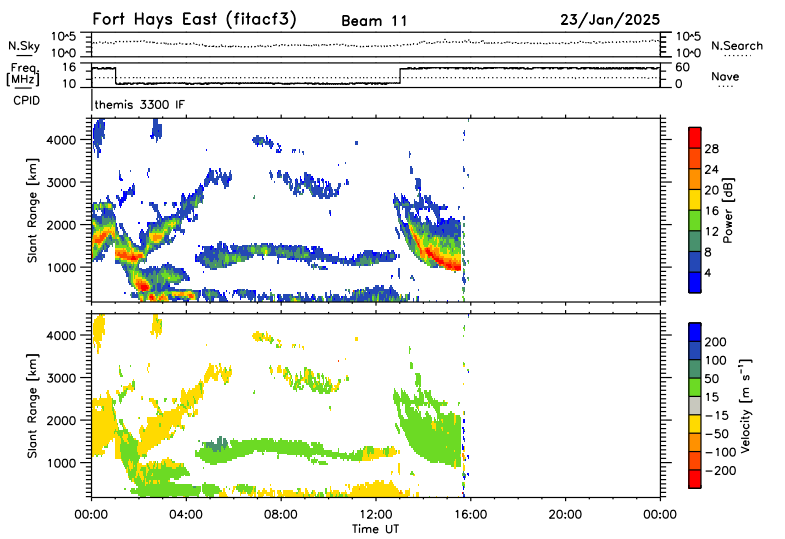 Fort Hays East (fitacf3) Beam 11 23/Jan/2025
N.Sky 10^5 10^0 10^5 10^0 N.Search
Freq. [MHz] 16 10 60 0 Nave
CPID themis 3300 IF
Slant Range [km]
4000
3000
2000
1000
28
24
20
16
12
8
4
Power [dB]
Slant Range [km]
4000
3000
2000
1000
200
100
50
15
-15
-50
-100
-200
Velocity [m s⁻¹]
00:00 04:00 08:00 12:00 16:00 20:00 00:00
Time UT